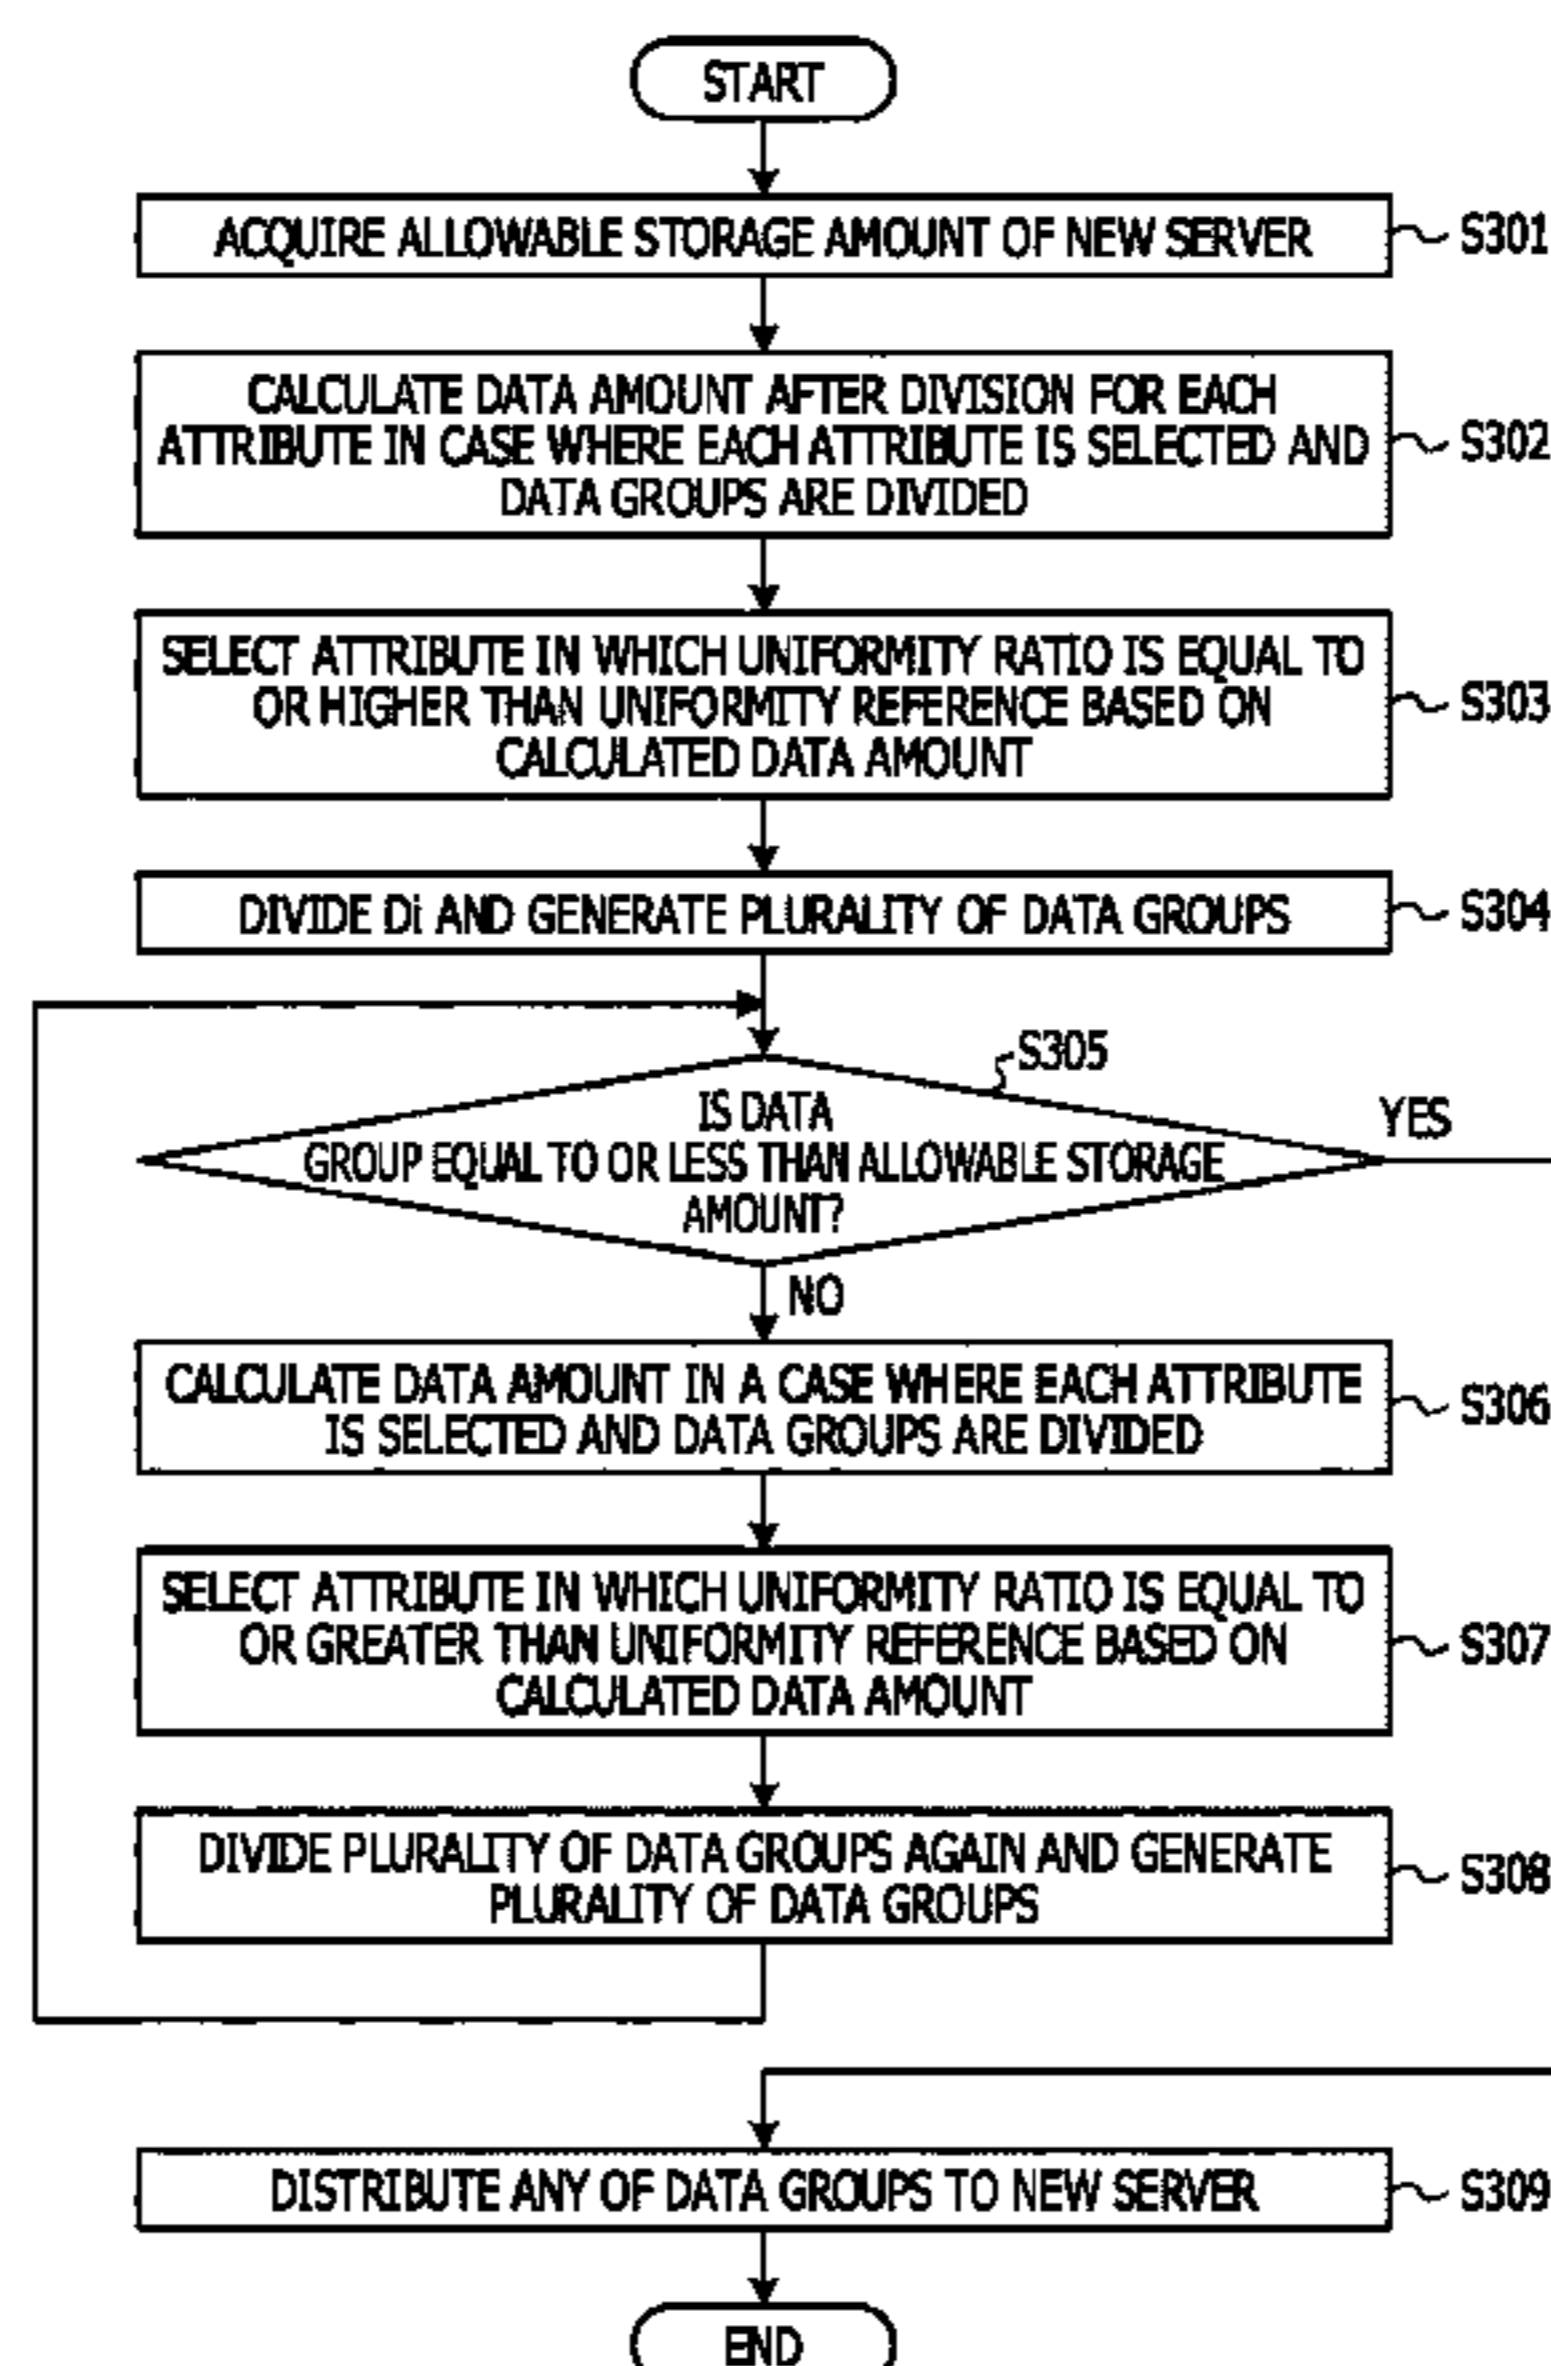 START
ACQUIRE ALLOWABLE STORAGE AMOUNT OF NEW SERVER
S301
CALCULATE DATA AMOUNT AFTER DIVISION FOR EACH
ATTRIBUTE IN CASE WHERE EACH ATTRIBUTE IS SELECTED AND
DATA GROUPS ARE DIVIDED
S302
SELECT ATTRIBUTE IN WHICH UNIFORMITY RATIO IS EQUAL TO
OR HIGHER THAN UNIFORMITY REFERENCE BASED ON
CALCULATED DATA AMOUNT
S303
DIVIDE Di AND GENERATE PLURALITY OF DATA GROUPS
S304
S305
IS DATA
GROUP EQUAL TO OR LESS THAN ALLOWABLE STORAGE
AMOUNT?
YES
NO
CALCULATE DATA AMOUNT IN A CASE WHERE EACH ATTRIBUTE
IS SELECTED AND DATA GROUPS ARE DIVIDED
S306
SELECT ATTRIBUTE IN WHICH UNIFORMITY RATIO IS EQUAL TO
OR GREATER THAN UNIFORMITY REFERENCE BASED ON
CALCULATED DATA AMOUNT
S307
DIVIDE PLURALITY OF DATA GROUPS AGAIN AND GENERATE
PLURALITY OF DATA GROUPS
S308
DISTRIBUTE ANY OF DATA GROUPS TO NEW SERVER
S309
END